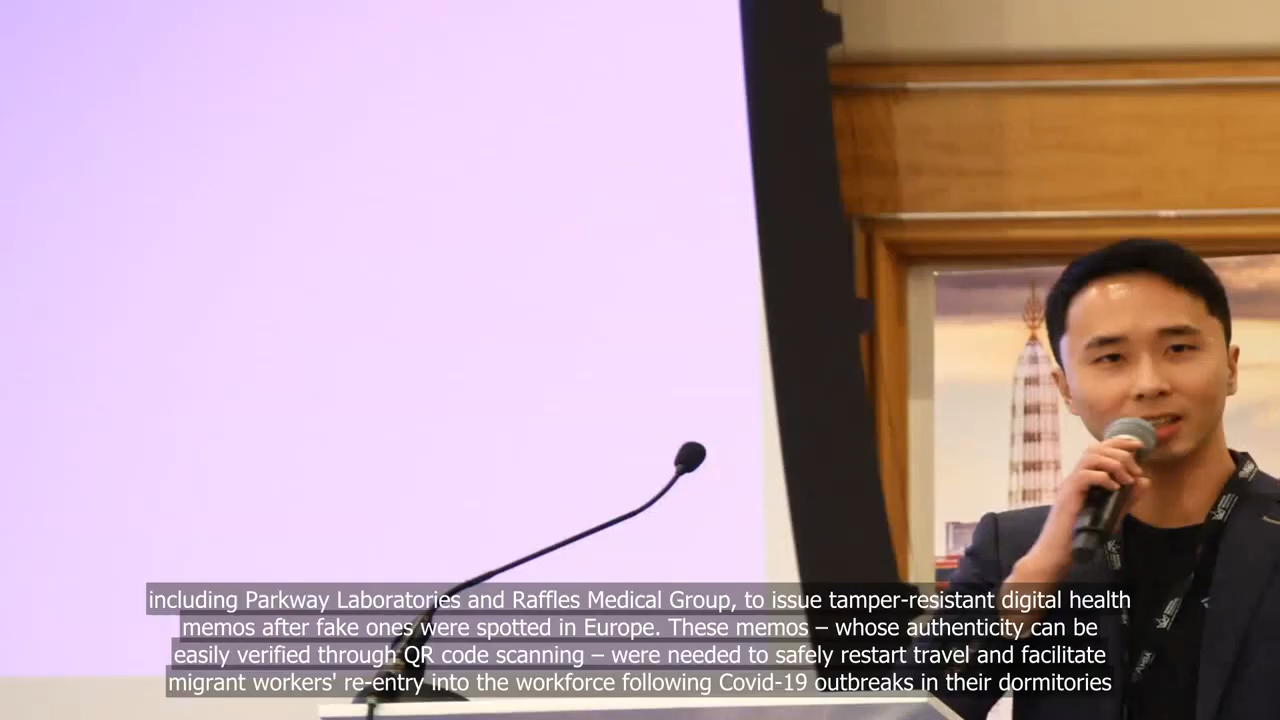 including Parkway Laboratories and Raffles Medical Group, to issue tamper-resistant digital health
memos after fake ones were spotted in Europe. These memos – whose authenticity can be
easily verified through QR code scanning – were needed to safely restart travel and facilitate
migrant workers' re-entry into the workforce following Covid-19 outbreaks in their dormitories